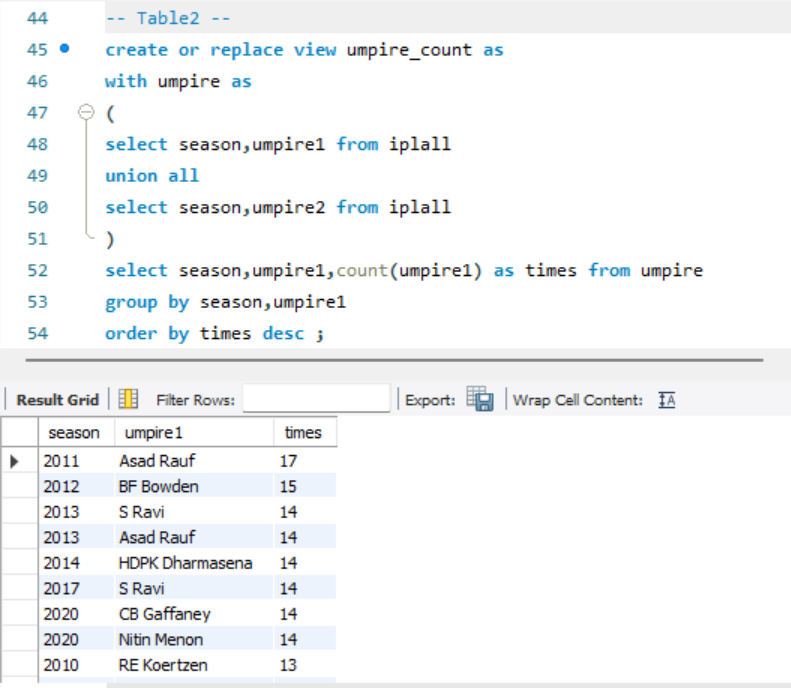 44 -- Table2 --
45 create or replace view umpire_count as
46 with umpire as
47 (
48 select season,umpire1 from iplall
49 union all
50 select season,umpire2 from iplall
51 )
52 select season,umpire1,count(umpire1) as times from umpire
53 group by season,umpire1
54 order by times desc ;
Result Grid Filter Rows: Export: Wrap Cell Content: IA
season umpire1 times
2011 Asad Rauf 17
2012 BF Bowden 15
2013 S Ravi 14
2013 Asad Rauf 14
2014 HDPK Dharmasena 14
2017 S Ravi 14
2020 CB Gaffaney 14
2020 Nitin Menon 14
2010 RE Koertzen 13